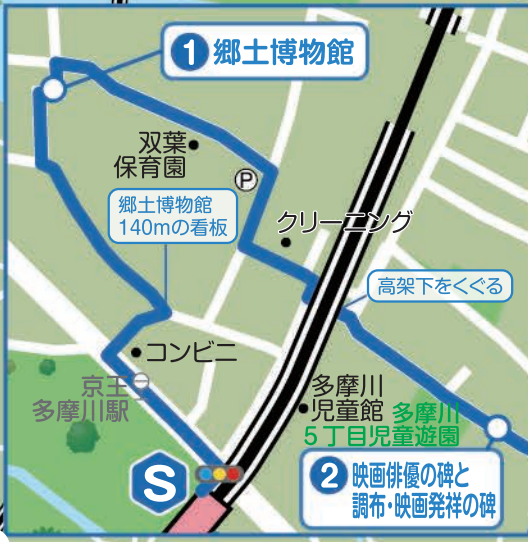 1 郷土博物館
双葉
保育園
P
郷土博物館
140mの看板
クリーニング
高架下をくぐる
コンビニ
京王
多摩川駅
多摩川
児童館
多摩川
5丁目児童遊園
S
2 映画俳優の碑と
調布・映画発祥の碑